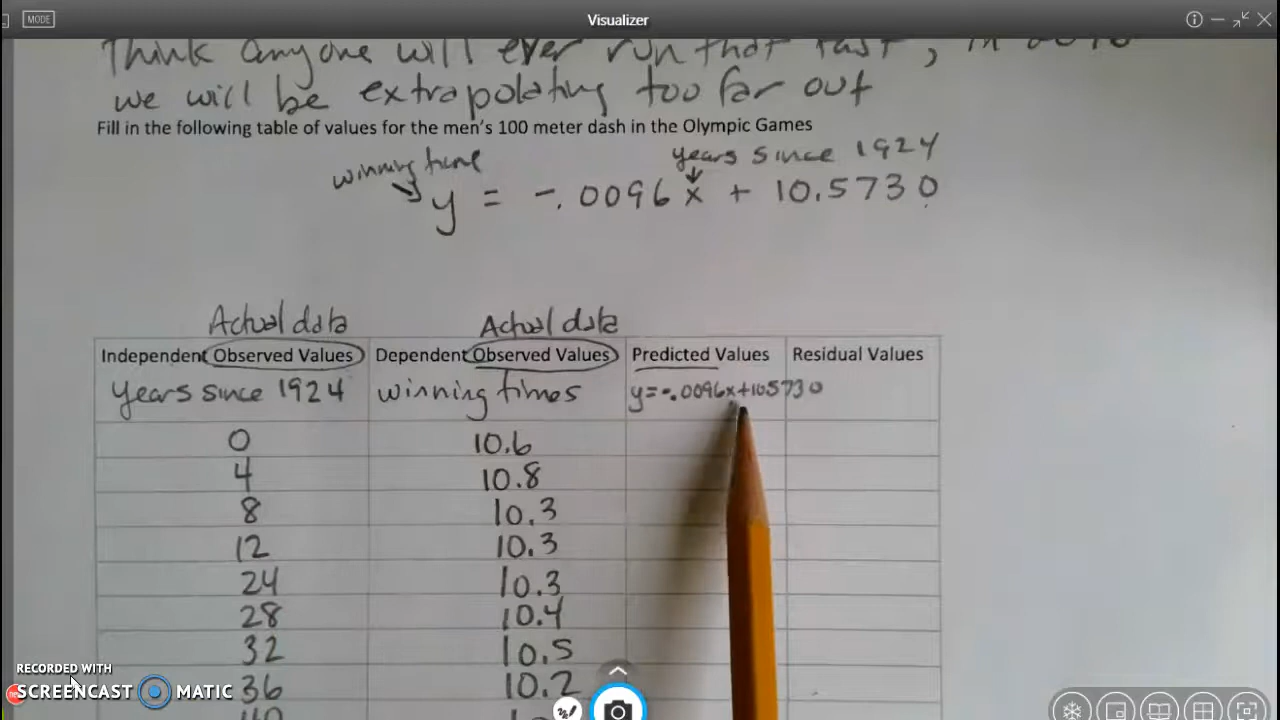 MODE
Visualizer
Think anyone will ever run that fast, in
we will be extrapolating too far out
Fill in the following table of values for the men's 100 meter dash in the Olympic Games
winning time
years since 1924
y = -.0096x + 10.5730
Actual data Actual data
Independent Observed Values Dependent Observed Values Predicted Values Residual Values
Years since 1924 winning times y=-.0096x+10.5730
0 10.6
4 10.8
8 10.3
12 10.3
24 10.3
28 10.4
32 10.5
36 10.2
40
RECORDED WITH
SCREENCAST MATIC